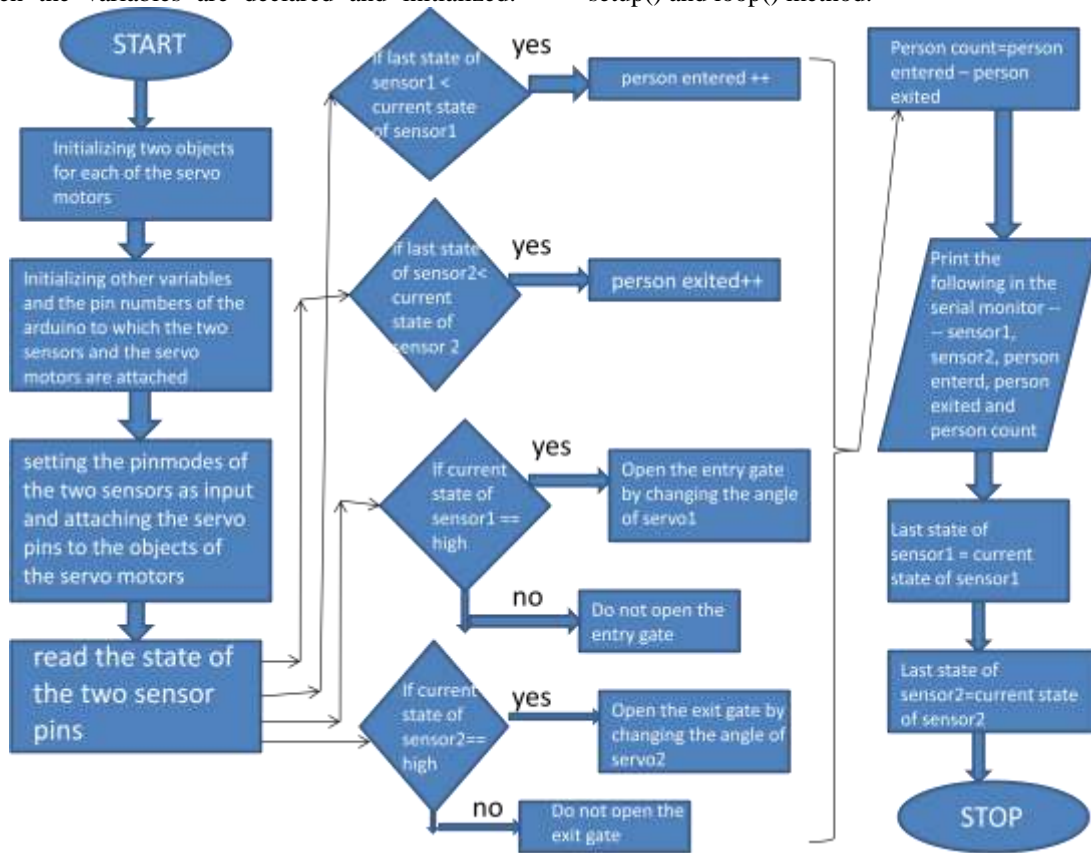 the variables are declared and initialized.
setup() and loop() method.
START
Initializing two objects
for each of the servo
motors
Initializing other variables
and the pin numbers of the
arduino to which the two
sensors and the servo
motors are attached
setting the pinmodes of
the two sensors as input
and attaching the servo
pins to the objects of
the servo motors
read the state of
the two sensor
pins
if last state of
sensor1 <
current state
of sensor1
yes
person entered ++
if last state
of sensor2<
current
state of
sensor 2
yes
person exited++
If current
state of
sensor1 ==
high
yes
Open the entry gate
by changing the angle
of servo1
no
Do not open the
entry gate
If current
state of
sensor2==
high
yes
Open the exit gate by
changing the angle of
servo2
no
Do not open the
exit gate
Person count=person
entered – person
exited
Print the
following in the
serial monitor --
-- sensor1,
sensor2, person
enterd, person
exited and
person count
Last state of
sensor1 = current
state of sensor1
Last state of
sensor2=current state
of sensor2
STOP